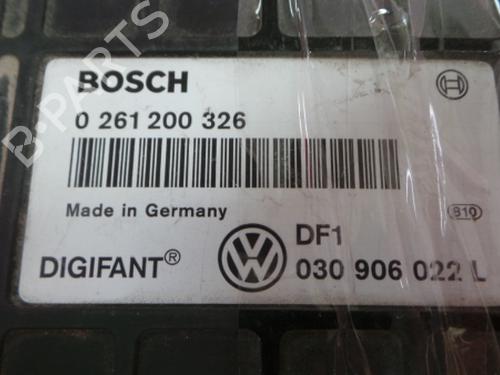 BOSCH
0 261 200 326
Made in Germany
B10
DIGIFANT®
DF1
030 906 022 L
B-PARTS